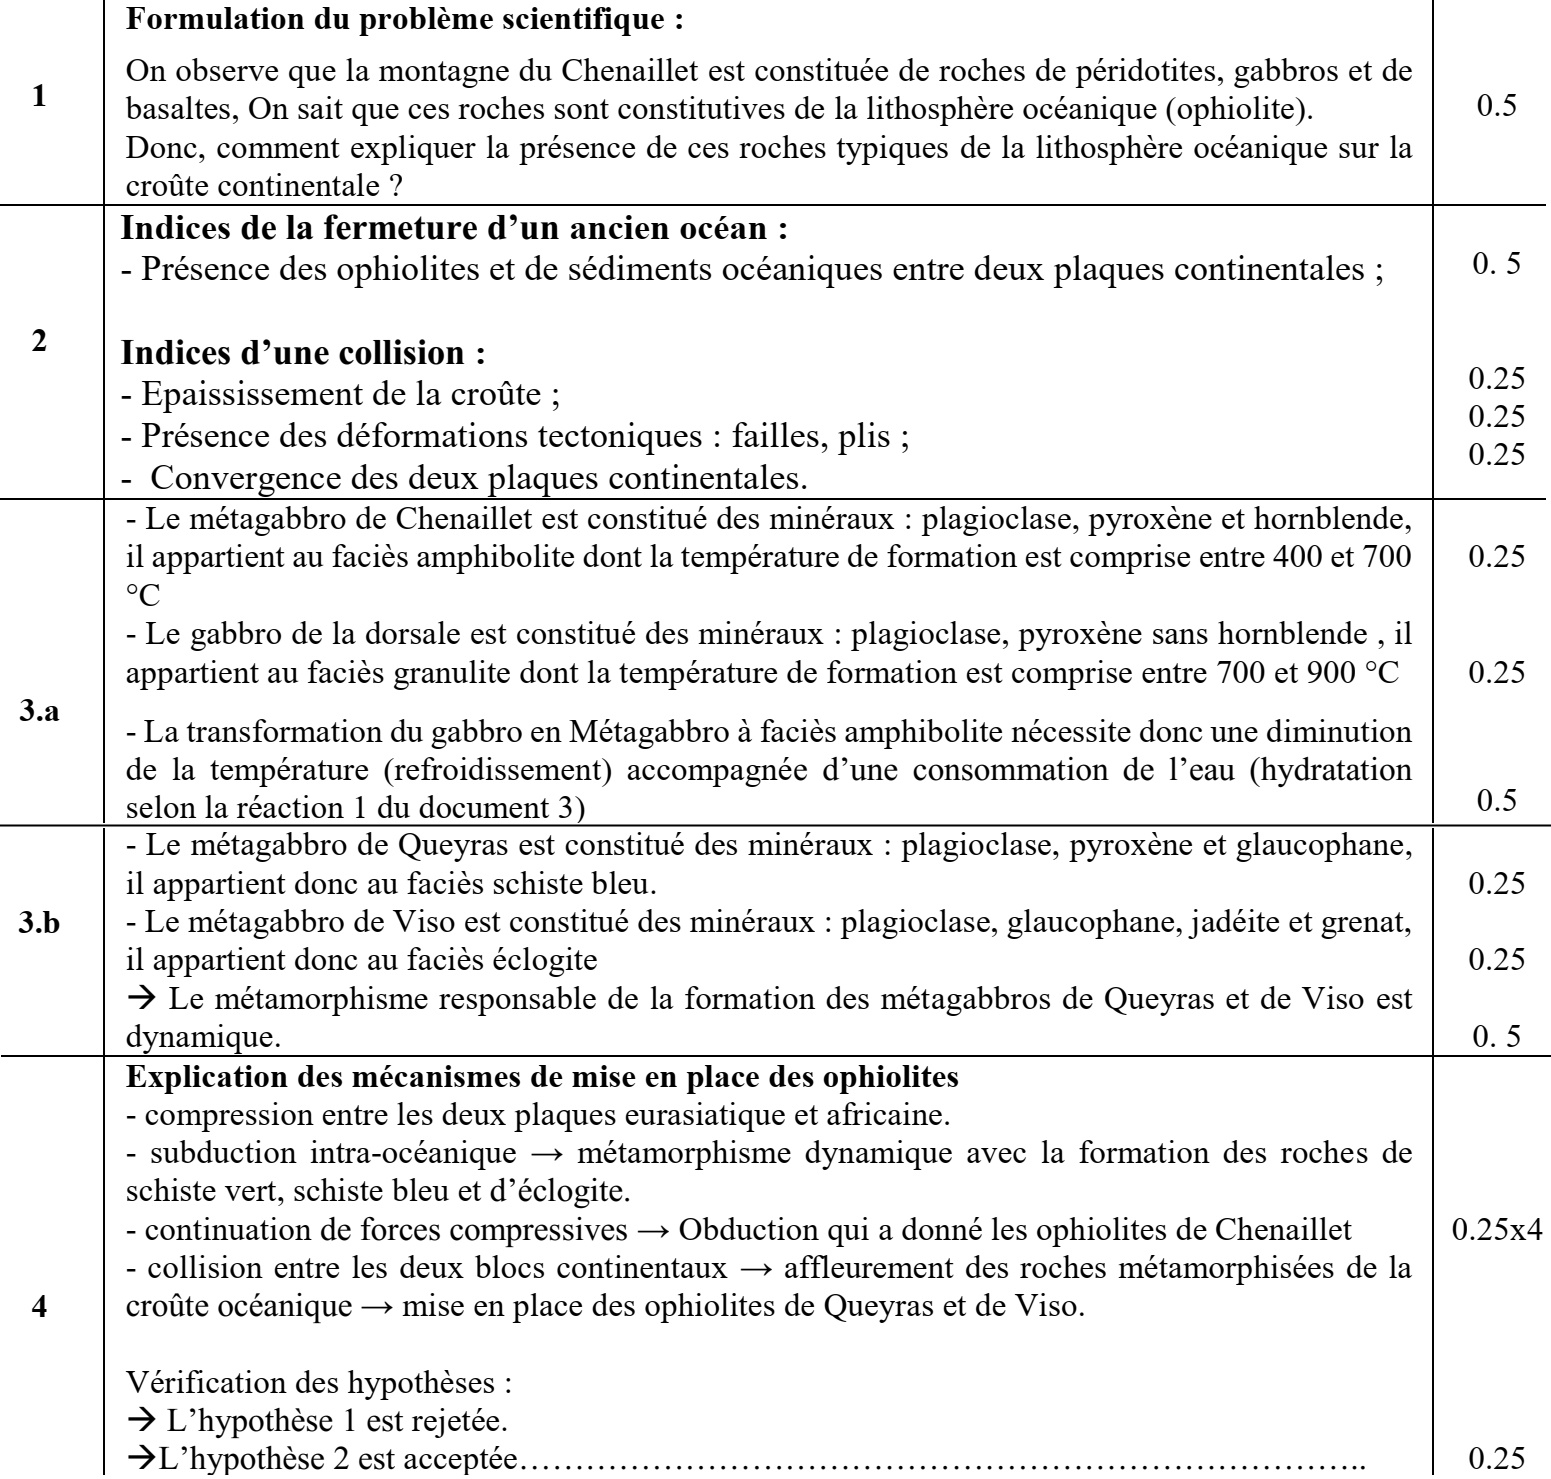 Formulation du problème scientifique :
On observe que la montagne du Chenaillet est constituée de roches de péridotites, gabbros et de
1
basaltes, On sait que ces roches sont constitutives de la lithosphère océanique (ophiolite).
0.5
Donc, comment expliquer la présence de ces roches typiques de la lithosphère océanique sur la
croûte continentale ?
Indices de la fermeture d’un ancien océan :
- Présence des ophiolites et de sédiments océaniques entre deux plaques continentales ;
0. 5
2
Indices d’une collision :
- Epaississement de la croûte ;
0.25
- Présence des déformations tectoniques : failles, plis ;
0.25
- Convergence des deux plaques continentales.
0.25
- Le métagabbro de Chenaillet est constitué des minéraux : plagioclase, pyroxène et hornblende,
il appartient au faciès amphibolite dont la température de formation est comprise entre 400 et 700
0.25
°C
- Le gabbro de la dorsale est constitué des minéraux : plagioclase, pyroxène sans hornblende , il
appartient au faciès granulite dont la température de formation est comprise entre 700 et 900 °C
0.25
3.a
- La transformation du gabbro en Métagabbro à faciès amphibolite nécessite donc une diminution
de la température (refroidissement) accompagnée d’une consommation de l’eau (hydratation
selon la réaction 1 du document 3)
0.5
- Le métagabbro de Queyras est constitué des minéraux : plagioclase, pyroxène et glaucophane,
il appartient donc au faciès schiste bleu.
0.25
3.b
- Le métagabbro de Viso est constitué des minéraux : plagioclase, glaucophane, jadéite et grenat,
il appartient donc au faciès éclogite
0.25
→ Le métamorphisme responsable de la formation des métagabbros de Queyras et de Viso est
dynamique.
0. 5
Explication des mécanismes de mise en place des ophiolites
- compression entre les deux plaques eurasiatique et africaine.
- subduction intra-océanique → métamorphisme dynamique avec la formation des roches de
schiste vert, schiste bleu et d’éclogite.
- continuation de forces compressives → Obduction qui a donné les ophiolites de Chenaillet
0.25x4
- collision entre les deux blocs continentaux → affleurement des roches métamorphisées de la
4
croûte océanique → mise en place des ophiolites de Queyras et de Viso.
Vérification des hypothèses :
→ L’hypothèse 1 est rejetée.
→L’hypothèse 2 est acceptée…………………………………………………………………..
0.25